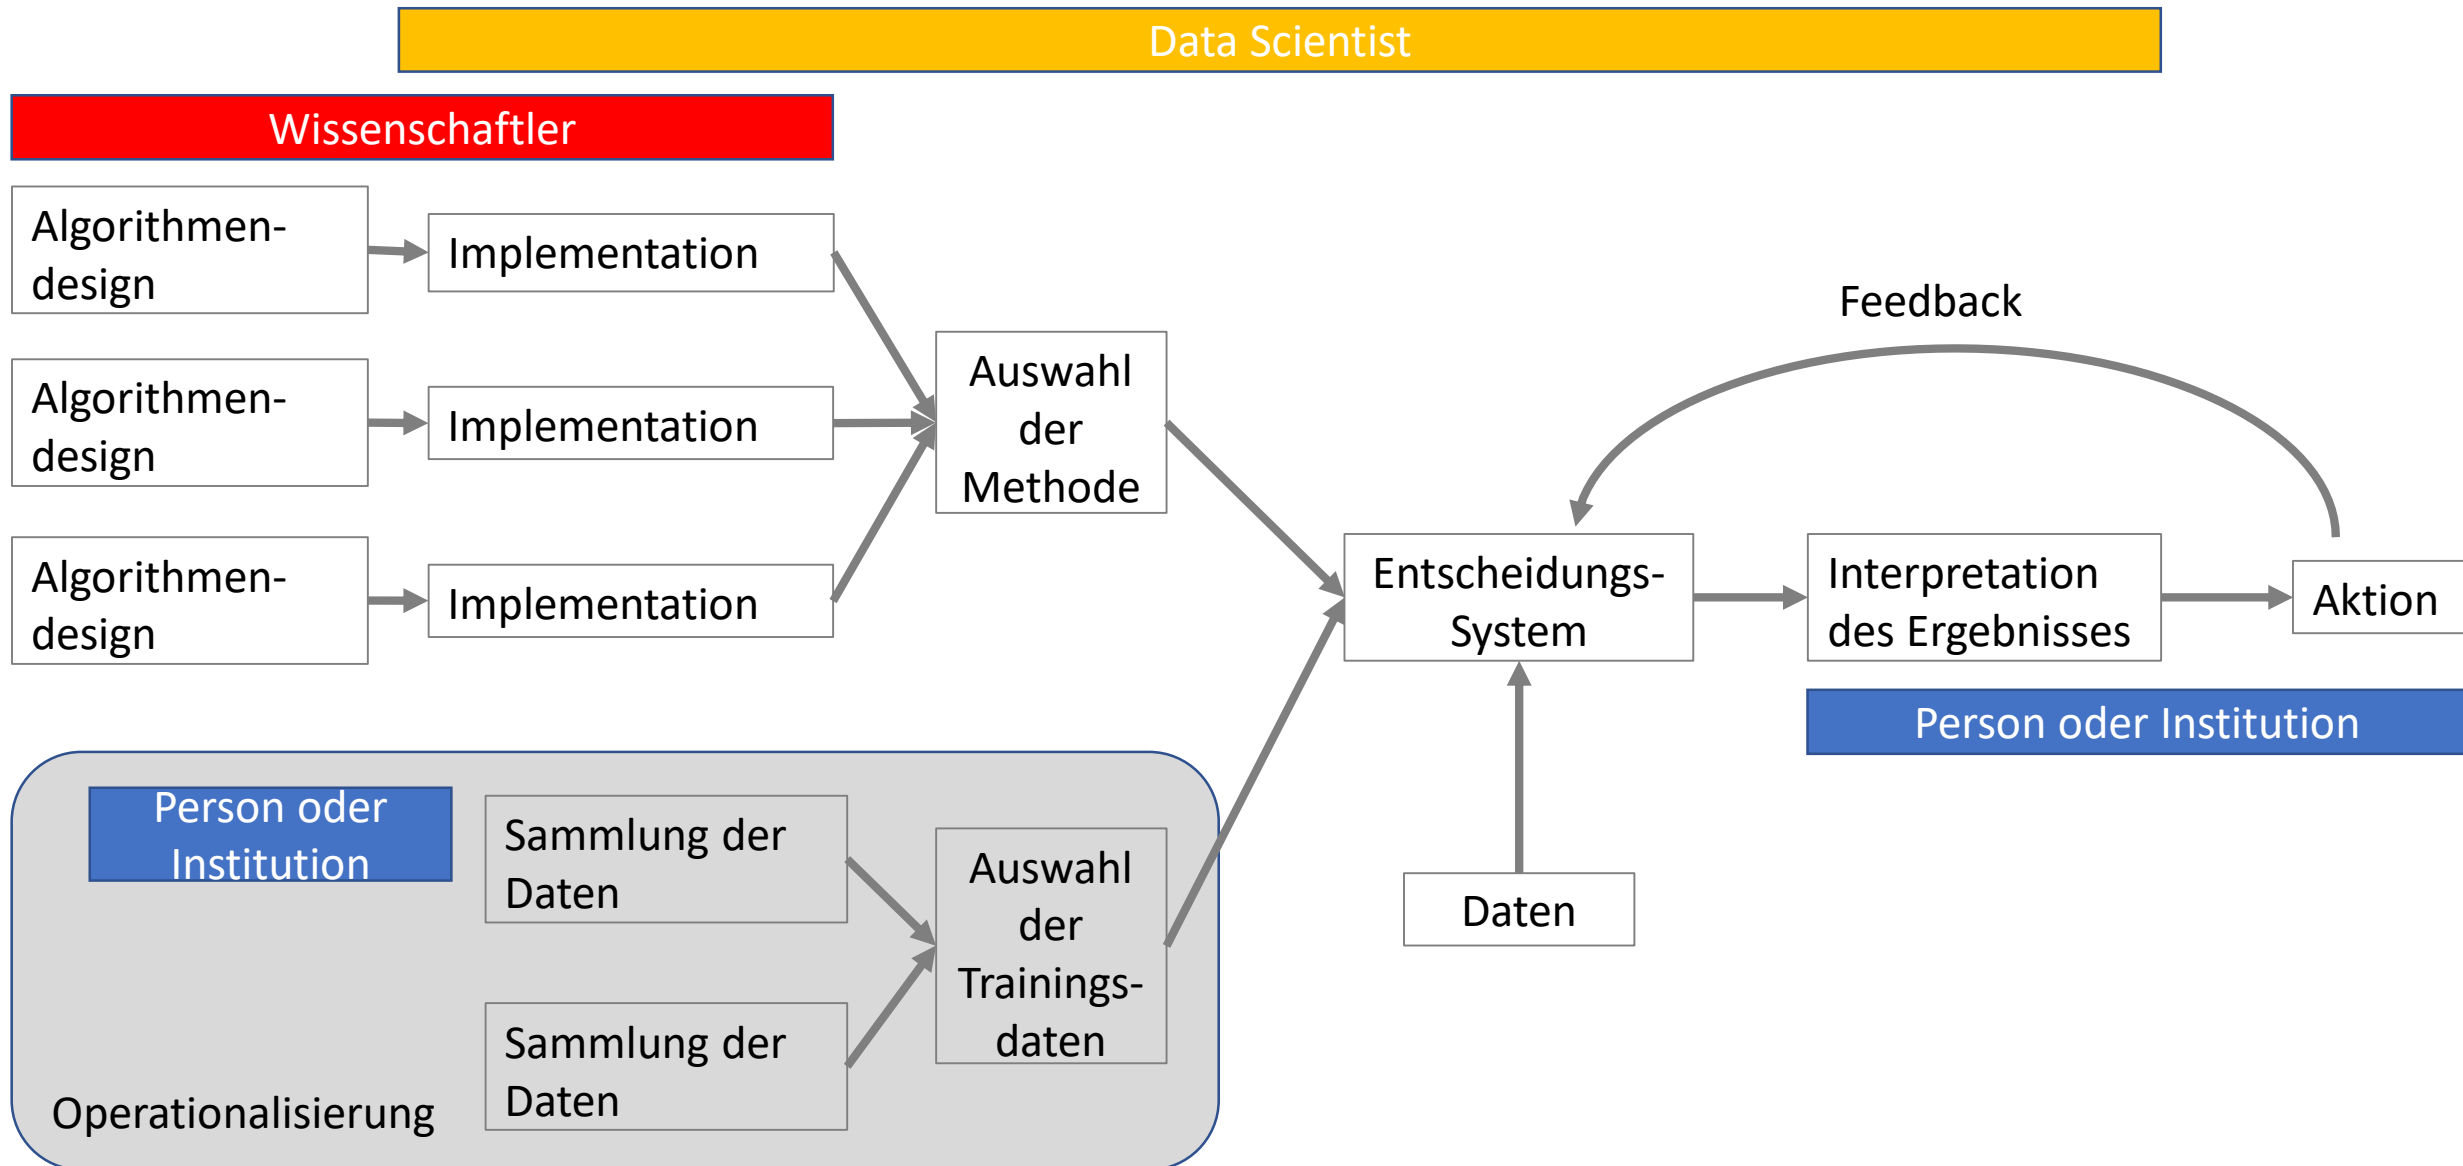 Data Scientist
Wissenschaftler
Algorithmen-
design
Implementation
Algorithmen-
design
Implementation
Algorithmen-
design
Implementation
Auswahl
der
Methode
Feedback
Entscheidungs-
System
Interpretation
des Ergebnisses
Aktion
Person oder Institution
Person oder
Institution
Sammlung der
Daten
Sammlung der
Daten
Auswahl
der
Trainings-
daten
Daten
Operationalisierung